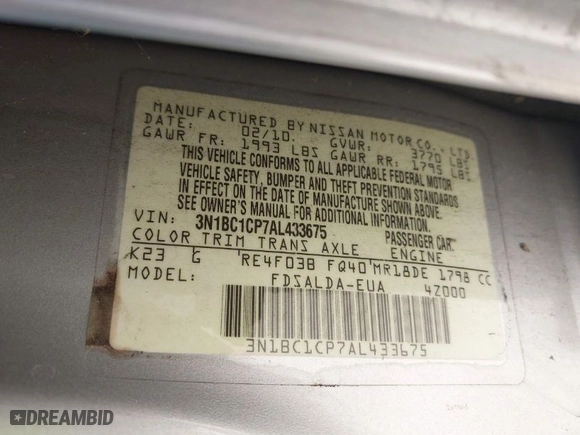 MANUFACTURED BY NISSAN MOTOR CO., LTD.
DATE: 02/10 GVWR: 3770 LBS
GAWR FR: 1993 LBS GAWR RR: 1795 LBS
THIS VEHICLE CONFORMS TO ALL APPLICABLE FEDERAL MOTOR
VEHICLE SAFETY, BUMPER AND THEFT PREVENTION STANDARDS
IN EFFECT ON THE DATE OF MANUFACTURE SHOWN ABOVE.
SEE OWNER'S MANUAL FOR ADDITIONAL INFORMATION.
VIN: 3N1BC1CP7AL433675 PASSENGER CAR
COLOR TRIM TRANS AXLE ENGINE
K23 G RE4F03B FQ40 MR18DE 1798 CC
MODEL: FDSALDA-EUA 4Z000
3N1BC1CP7AL433675
DREAMBID